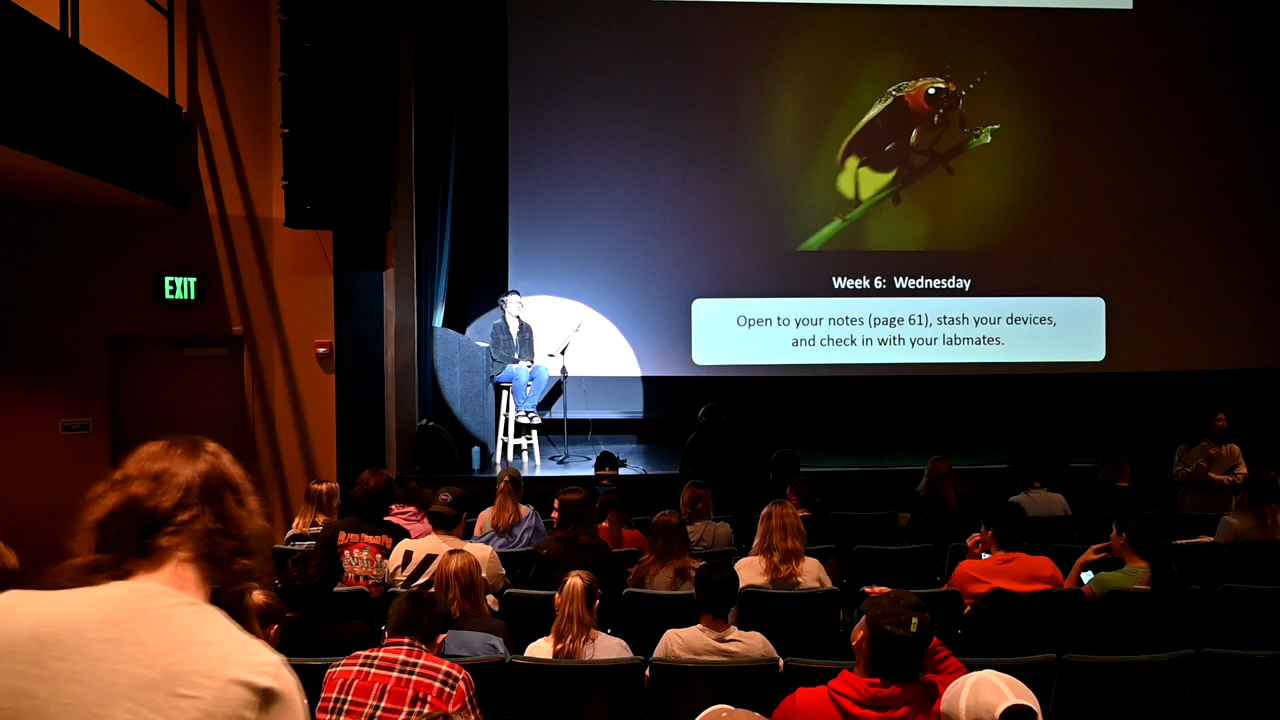 EXIT
Week 6: Wednesday
Open to your notes (page 61), stash your devices,
and check in with your labmates.